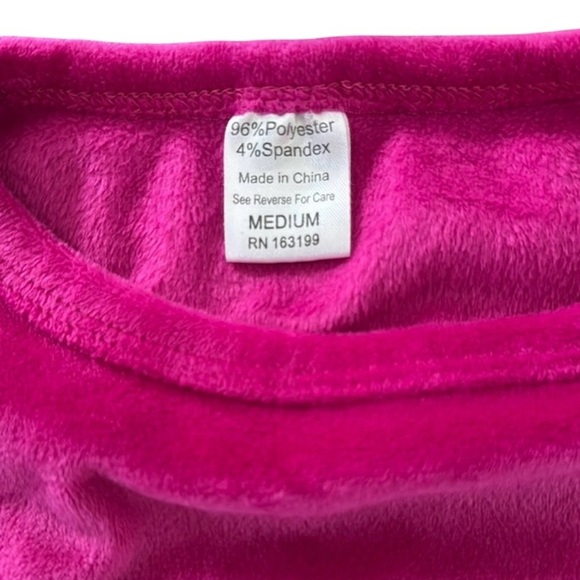 96%Polyester
4%Spandex
Made in China
See Reverse For Care
MEDIUM
RN 163199